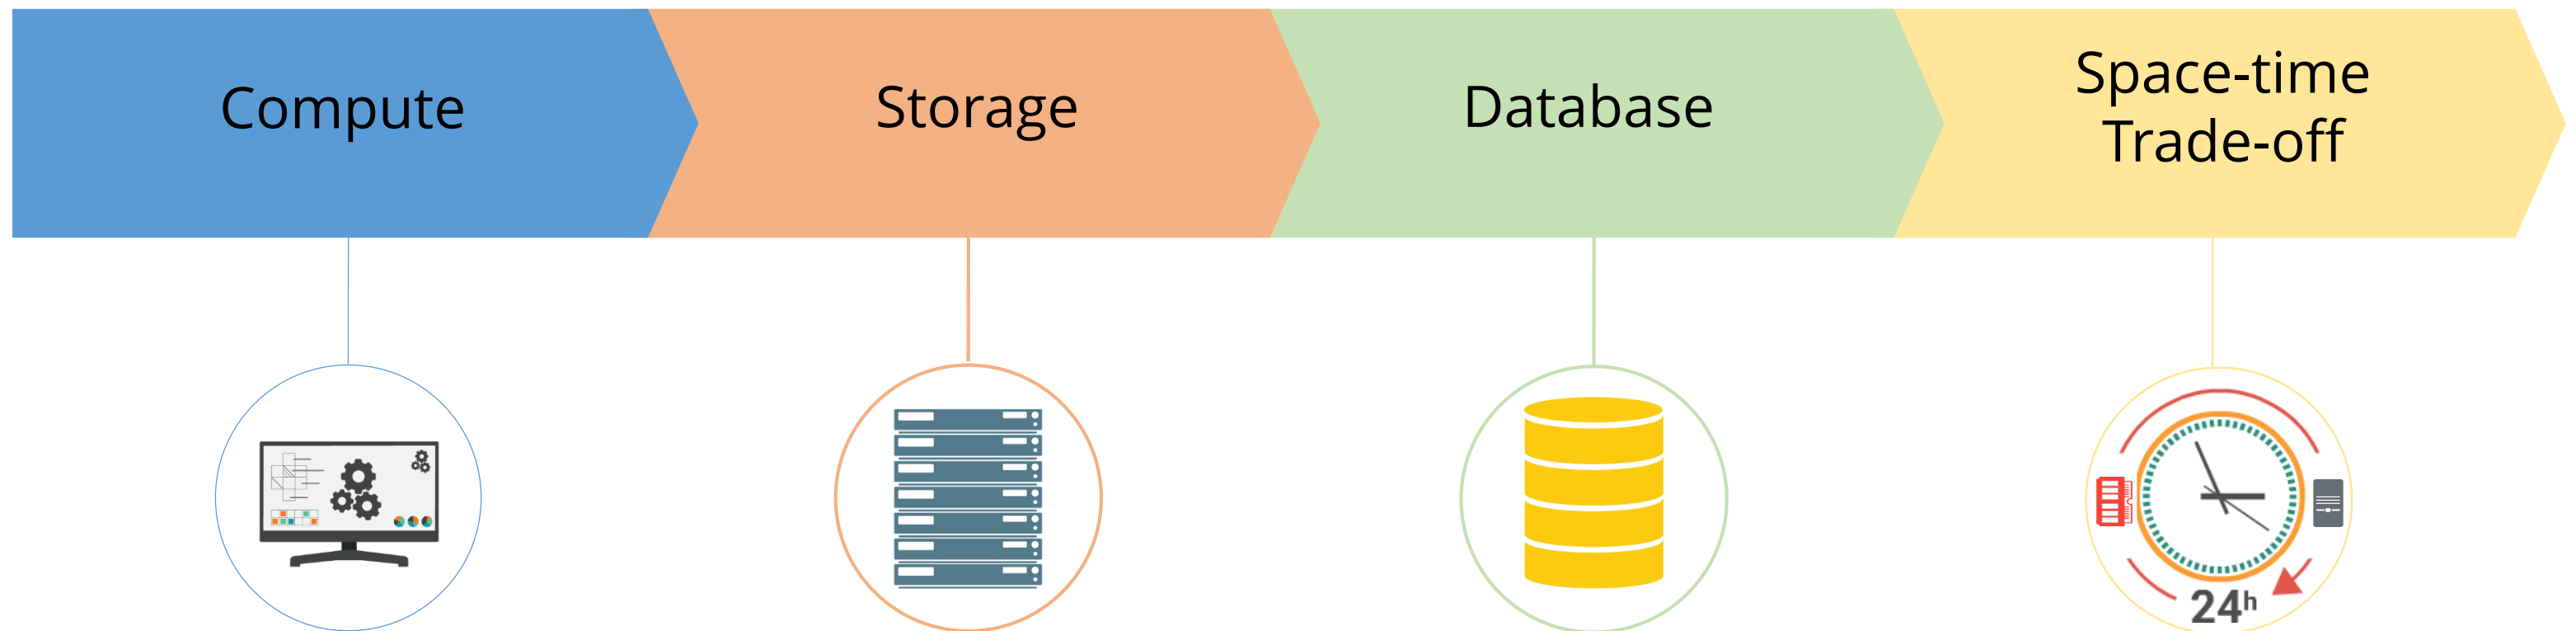 Compute
Storage
Database
Space-time
Trade-off
24h